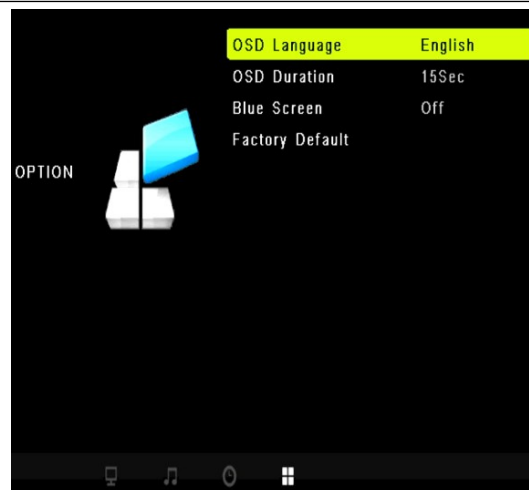 OSD Language English
OSD Duration 15Sec
Blue Screen Off
Factory Default
OPTION